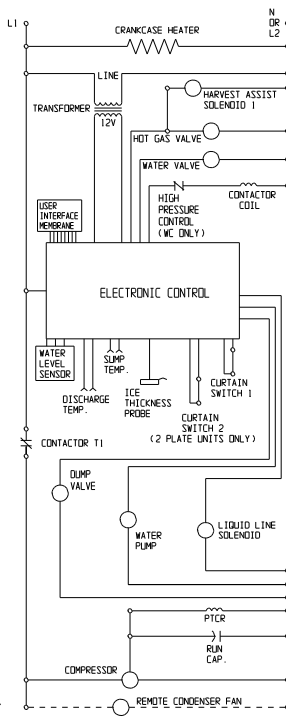 L1
N
OR
L2
CRANKCASE HEATER
LINE
TRANSFORMER
12V
HARVEST ASSIST
SOLENOID 1
HOT GAS VALVE
WATER VALVE
HIGH
PRESSURE
CONTROL
(WC ONLY)
CONTACTOR
COIL
USER
INTERFACE
MEMBRANE
ELECTRONIC CONTROL
WATER
LEVEL
SENSOR
SUMP
TEMP.
DISCHARGE
TEMP.
ICE
THICKNESS
PROBE
CURTAIN
SWITCH 1
CURTAIN
SWITCH 2
(2 PLATE UNITS ONLY)
CONTACTOR T1
DUMP
VALVE
WATER
PUMP
LIQUID LINE
SOLENOID
PTCR
RUN
CAP.
COMPRESSOR
REMOTE CONDENSER FAN